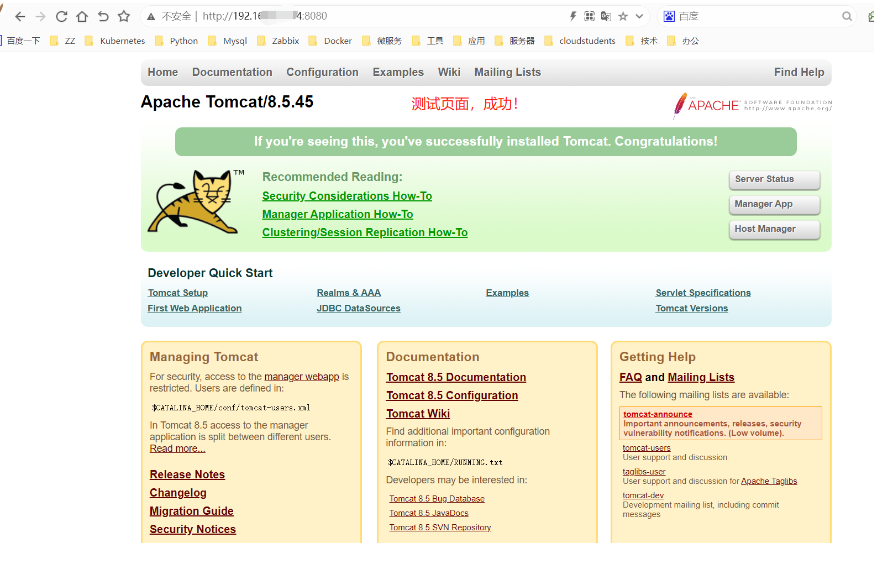 不安全 | http://192.16 4:8080
百度
百度一下 ZZ Kubernetes Python Mysql Zabbix Docker 微服务 工具 应用 服务器 cloudstudents 技术 办公
Home Documentation Configuration Examples Wiki Mailing Lists Find Help
Apache Tomcat/8.5.45
测试页面，成功！
APACHE SOFTWARE FOUNDATION
http://www.apache.org/
If you're seeing this, you've successfully installed Tomcat. Congratulations!
TM
Recommended Reading:
Security Considerations How-To
Manager Application How-To
Clustering/Session Replication How-To
Server Status
Manager App
Host Manager
Developer Quick Start
Tomcat Setup Realms & AAA Examples Servlet Specifications
First Web Application JDBC DataSources Tomcat Versions
Managing Tomcat
For security, access to the manager webapp is
restricted. Users are defined in:
$CATALINA_HOME/conf/tomcat-users.xml
In Tomcat 8.5 access to the manager
application is split between different users.
Read more...
Release Notes
Changelog
Migration Guide
Security Notices
Documentation
Tomcat 8.5 Documentation
Tomcat 8.5 Configuration
Tomcat Wiki
Find additional important configuration
information in:
$CATALINA_HOME/RUNNING.txt
Developers may be interested in:
Tomcat 8.5 Bug Database
Tomcat 8.5 JavaDocs
Tomcat 8.5 SVN Repository
Getting Help
FAQ and Mailing Lists
The following mailing lists are available:
tomcat-announce
Important announcements, releases, security
vulnerability notifications. (Low volume).
tomcat-users
User support and discussion
taglibs-user
User support and discussion for Apache Taglibs
tomcat-dev
Development mailing list, including commit
messages